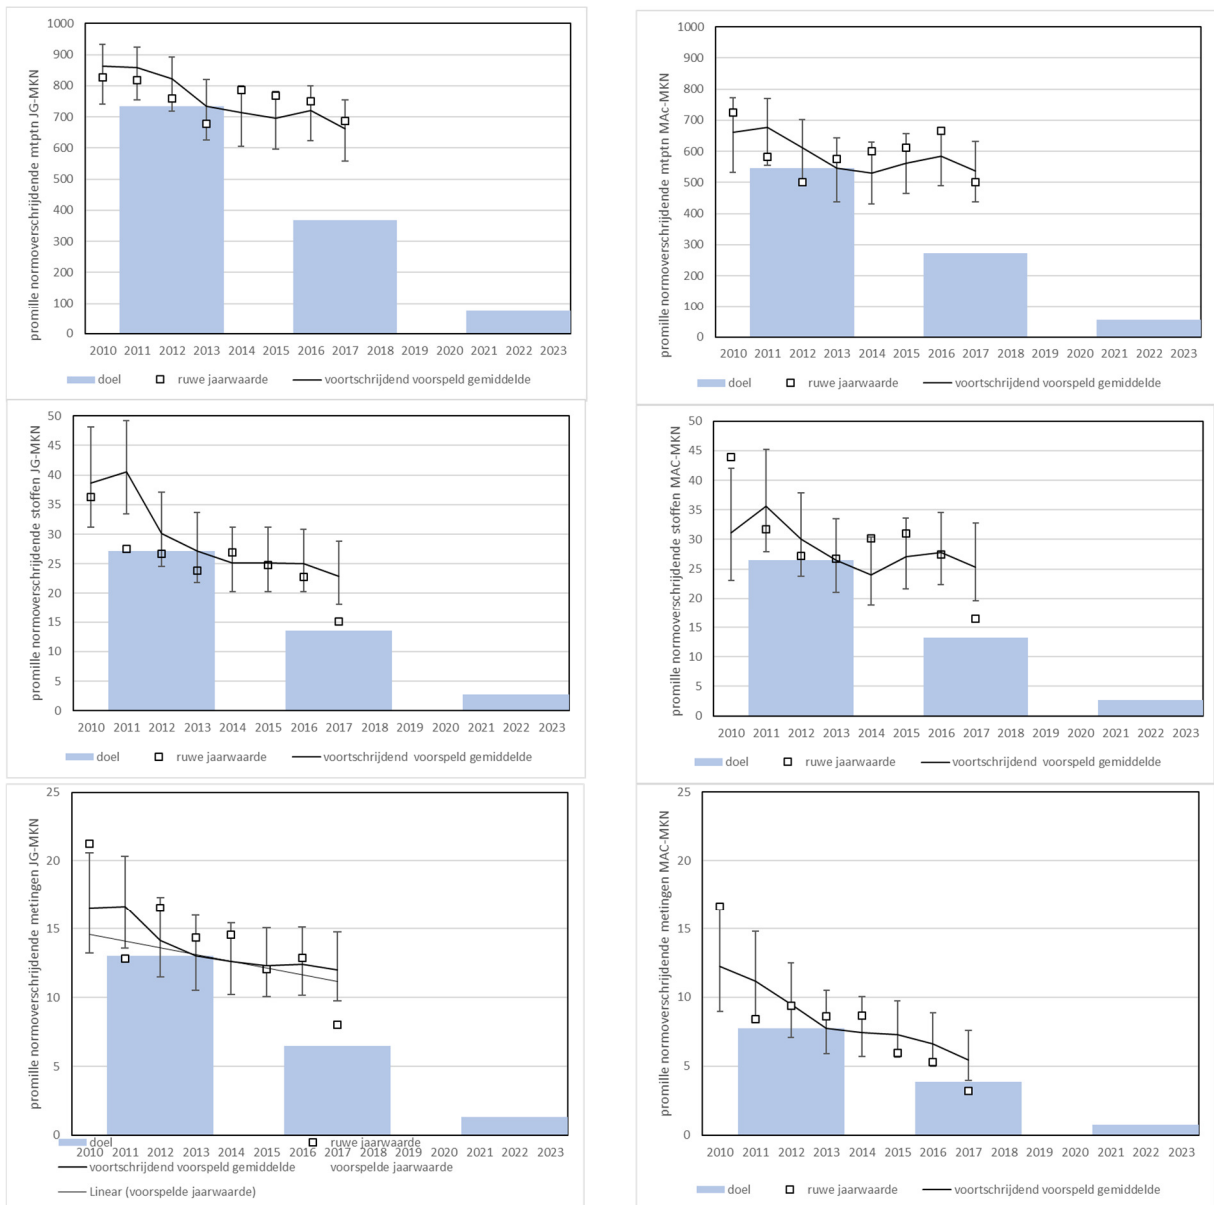 promille normoverschrijdende mtptn JG-MKN
1000
900
800
700
600
500
400
300
200
100
0
2010 2011 2012 2013 2014 2015 2016 2017 2018 2019 2020 2021 2022 2023
doel ruwe jaarwaarde voortschrijdend voorspeld gemiddelde
promille normoverschrijdende mtptn MAc-MKN
1000
900
800
700
600
500
400
300
200
100
0
2010 2011 2012 2013 2014 2015 2016 2017 2018 2019 2020 2021 2022 2023
doel ruwe jaarwaarde voortschrijdend voorspeld gemiddelde
promille normoverschrijdende stoffen JG-MKN
50
45
40
35
30
25
20
15
10
5
0
2010 2011 2012 2013 2014 2015 2016 2017 2018 2019 2020 2021 2022 2023
doel ruwe jaarwaarde voortschrijdend voorspeld gemiddelde
promille normoverschrijdende stoffen MAC-MKN
50
45
40
35
30
25
20
15
10
5
0
2010 2011 2012 2013 2014 2015 2016 2017 2018 2019 2020 2021 2022 2023
doel ruwe jaarwaarde voortschrijdend voorspeld gemiddelde
promille normoverschrijdende metingen JG-MKN
25
20
15
10
5
0
2010 2011 2012 2013 2014 2015 2016 2017 2018 2019 2020 2021 2022 2023
doel ruwe jaarwaarde
voortschrijdend voorspeld gemiddelde voorspelde jaarwaarde
Linear (voorspelde jaarwaarde)
promille normoverschrijdende metingen MAC-MKN
25
20
15
10
5
0
2010 2011 2012 2013 2014 2015 2016 2017 2018 2019 2020 2021 2022 2023
doel ruwe jaarwaarde voortschrijdend voorspeld gemiddelde